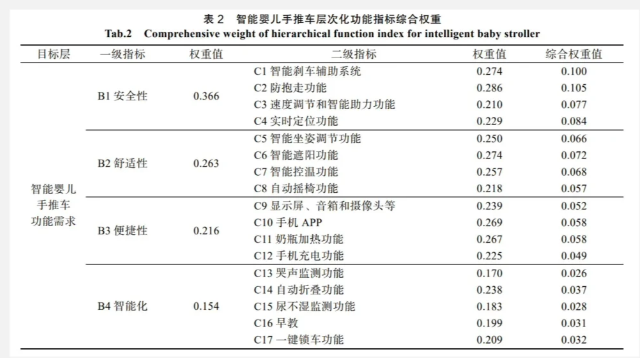 表 2 智能婴儿手推车层次化功能指标综合权重
Tab.2 Comprehensive weight of hierarchical function index for intelligent baby stroller
目标层 一级指标 权重值 二级指标 权重值 综合权重值
智能婴儿手推车功能需求
B1 安全性 0.366
C1 智能刹车辅助系统 0.274 0.100
C2 防抱走功能 0.286 0.105
C3 速度调节和智能助力功能 0.210 0.077
C4 实时定位功能 0.229 0.084
B2 舒适性 0.263
C5 智能坐姿调节功能 0.250 0.066
C6 智能遮阳功能 0.274 0.072
C7 智能控温功能 0.257 0.068
C8 自动摇椅功能 0.218 0.057
B3 便捷性 0.216
C9 显示屏、音箱和摄像头等 0.239 0.052
C10 手机 APP 0.269 0.058
C11 奶瓶加热功能 0.267 0.058
C12 手机充电功能 0.225 0.049
B4 智能化 0.154
C13 哭声监测功能 0.170 0.026
C14 自动折叠功能 0.238 0.037
C15 尿不湿监测功能 0.183 0.028
C16 早教 0.199 0.031
C17 一键锁车功能 0.209 0.032